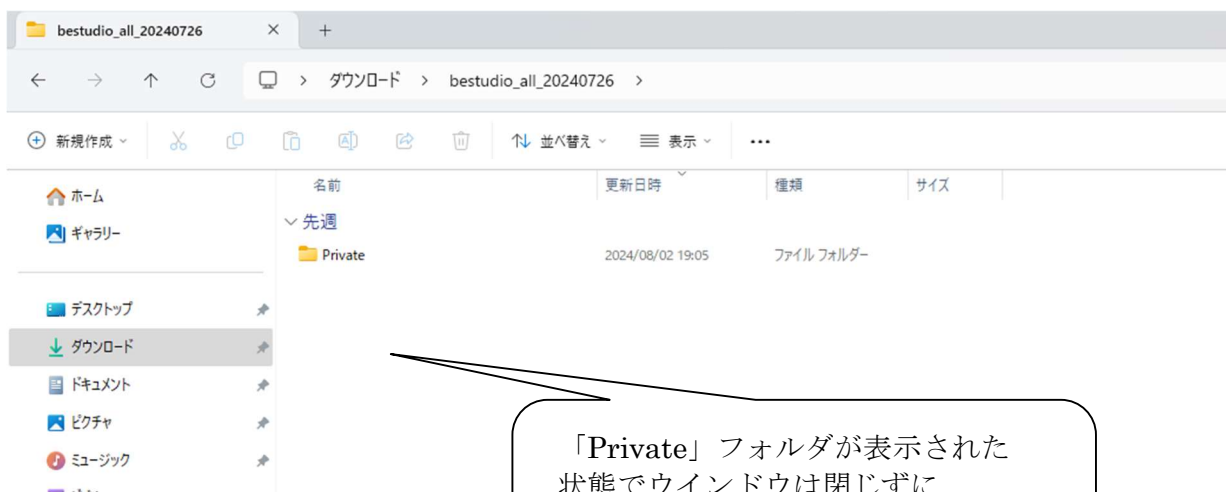 bestudio_all_20240726
ダウンロード > bestudio_all_20240726 >
新規作成 並べ替え 表示 •••
名前 更新日時 種類 サイズ
ホーム
ギャラリー
先週
Private 2024/08/02 19:05 ファイル フォルダー
デスクトップ
ダウンロード
ドキュメント
ピクチャ
ミュージック
「Private」フォルダが表示された
状態でウインドウは閉じずに